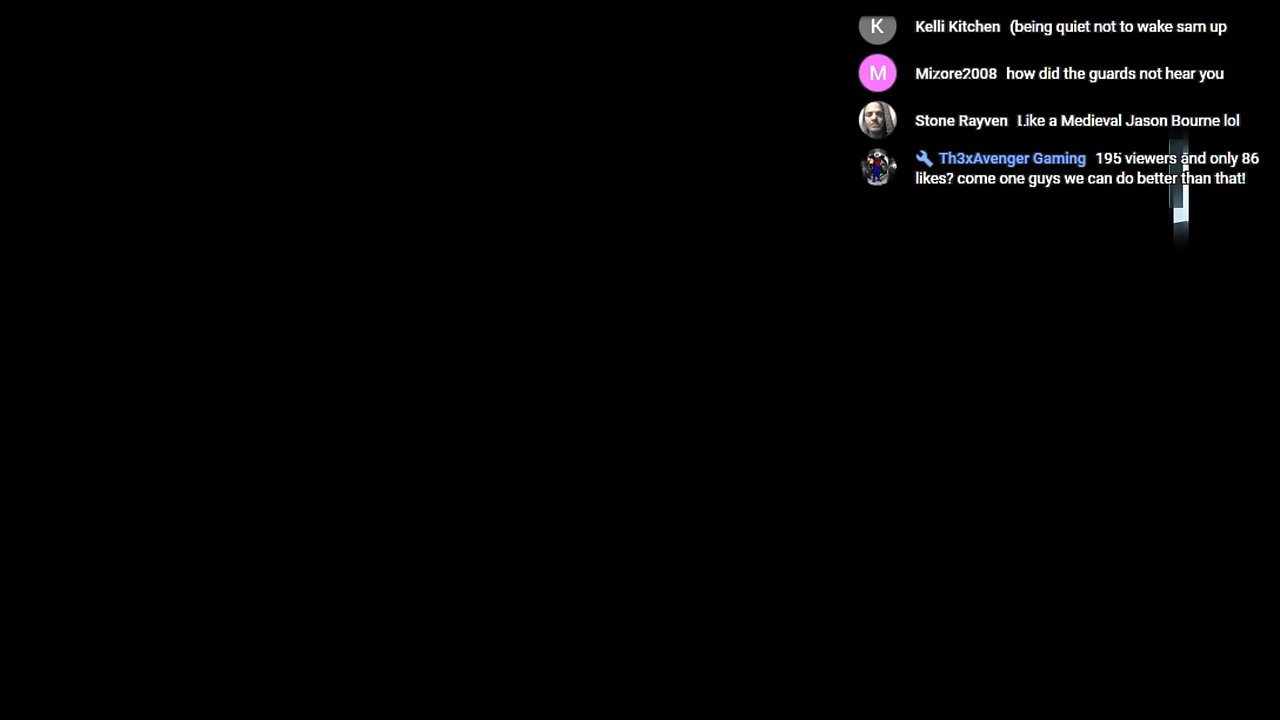 K Kelli Kitchen (being quiet not to wake sam up
M Mizore2008 how did the guards not hear you
Stone Rayven Like a Medieval Jason Bourne lol
Th3xAvenger Gaming 195 viewers and only 86
likes? come one guys we can do better than that!